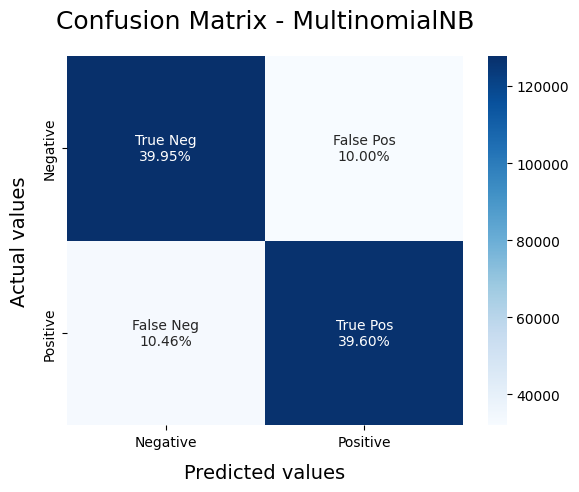 Confusion Matrix - MultinomialNB
Actual values
Negative
Positive
True Neg
39.95%
False Pos
10.00%
False Neg
10.46%
True Pos
39.60%
Negative
Positive
Predicted values
120000
100000
80000
60000
40000